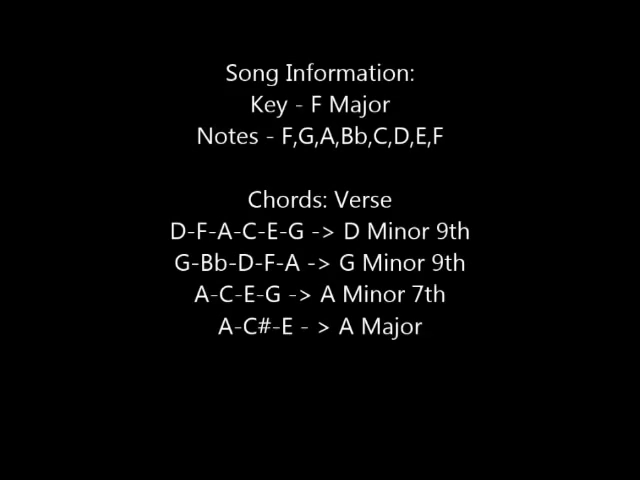 Song Information:
Key - F Major
Notes - F,G,A,Bb,C,D,E,F
Chords: Verse
D-F-A-C-E-G -> D Minor 9th
G-Bb-D-F-A -> G Minor 9th
A-C-E-G -> A Minor 7th
A-C#-E - > A Major